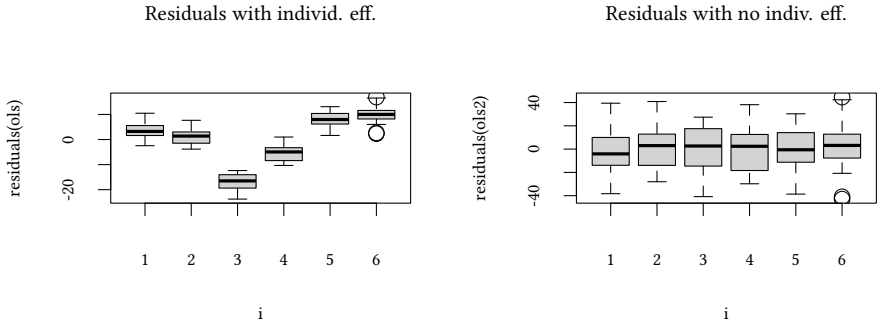 Residuals with individ. eff.
residuals(ols)
0
-20
1 2 3 4 5 6
i
Residuals with no indiv. eff.
residuals(ols2)
40
0
-40
1 2 3 4 5 6
i